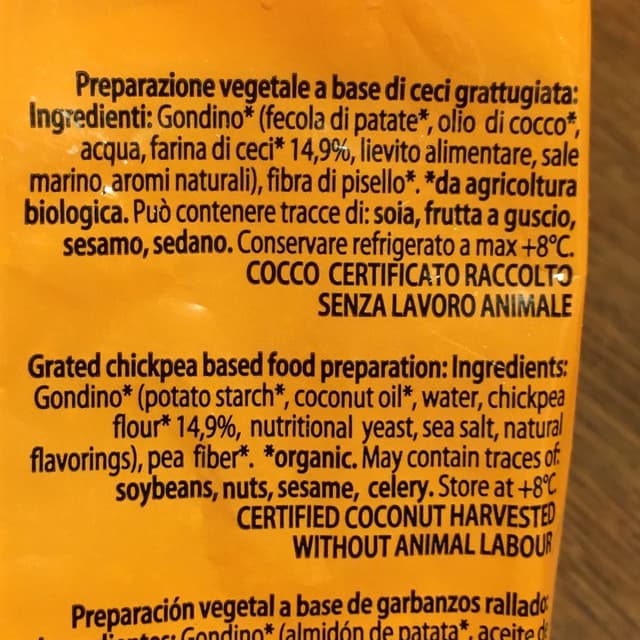 Preparazione vegetale a base di ceci grattugiata:
Ingredienti: Gondino* (fecola di patate*, olio di cocco*,
acqua, farina di ceci* 14,9%, lievito alimentare, sale
marino, aromi naturali), fibra di pisello*. *da agricoltura
biologica. Può contenere tracce di: soia, frutta a guscio,
sesamo, sedano. Conservare refrigerato a max +8°C.
COCCO CERTIFICATO RACCOLTO
SENZA LAVORO ANIMALE
Grated chickpea based food preparation: Ingredients:
Gondino* (potato starch*, coconut oil*, water, chickpea
flour* 14,9%, nutritional yeast, sea salt, natural
flavorings), pea fiber*. *organic. May contain traces of:
soybeans, nuts, sesame, celery. Store at +8°C
CERTIFIED COCONUT HARVESTED
WITHOUT ANIMAL LABOUR
Preparación vegetal a base de garbanzos rallado:
Gondino* (almidón de patata*, aceite